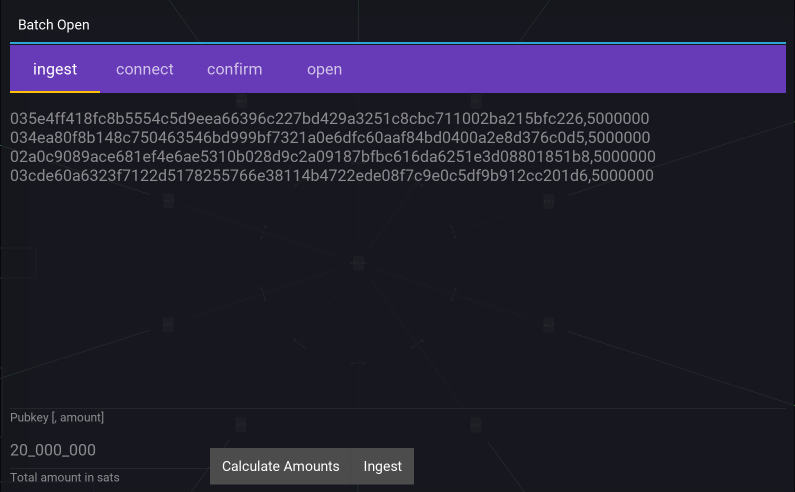 Batch Open
ingest connect confirm open
035e4ff418fc8b5554c5d9eea66396c227bd429a3251c8cbc711002ba215bfc226,5000000
034ea80f8b148c750463546bd999bf7321a0e6dfc60aaf84bd0400a2e8d376c0d5,5000000
02a0c9089ace681ef4e6ae5310b028d9c2a09187bfbc616da6251e3d08801851b8,5000000
03cde60a6323f7122d5178255766e38114b4722ede08f7c9e0c5df9b912cc201d6,5000000
Pubkey [, amount]
20_000_000
Total amount in sats
Calculate Amounts Ingest